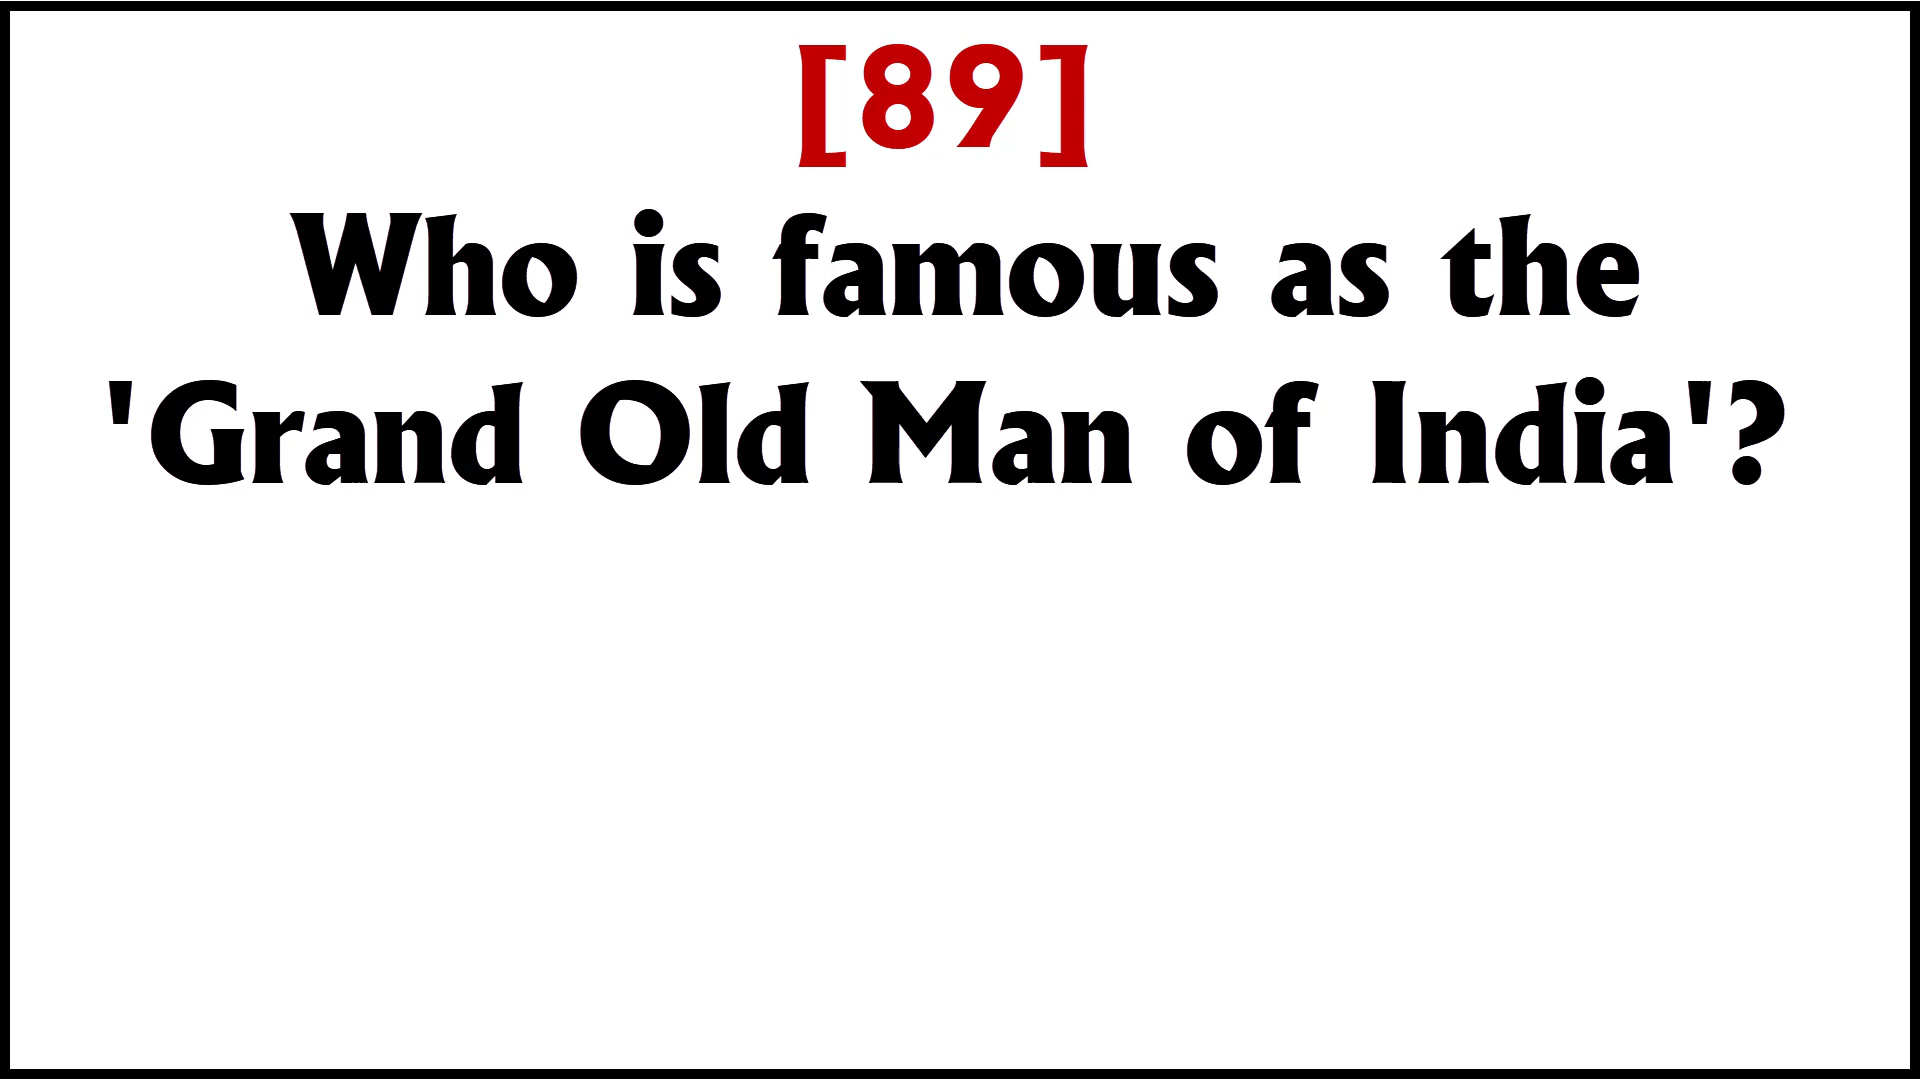 [89]
Who is famous as the
'Grand Old Man of India'?